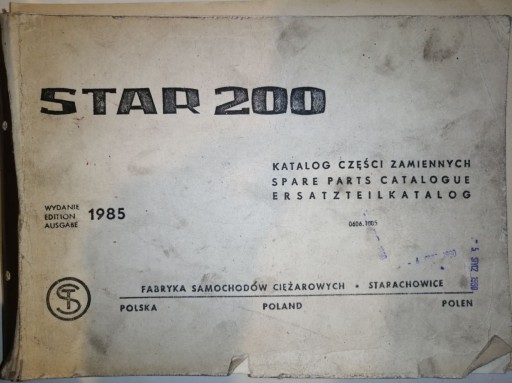 STAR 200
KATALOG CZĘŚCI ZAMIENNYCH
SPARE PARTS CATALOGUE
ERSATZTEILKATALOG
WYDANIE
EDITION 1985
AUSGABE
FABRYKA SAMOCHODÓW CIĘŻAROWYCH • STARACHOWICE
POLSKA POLAND POLEN